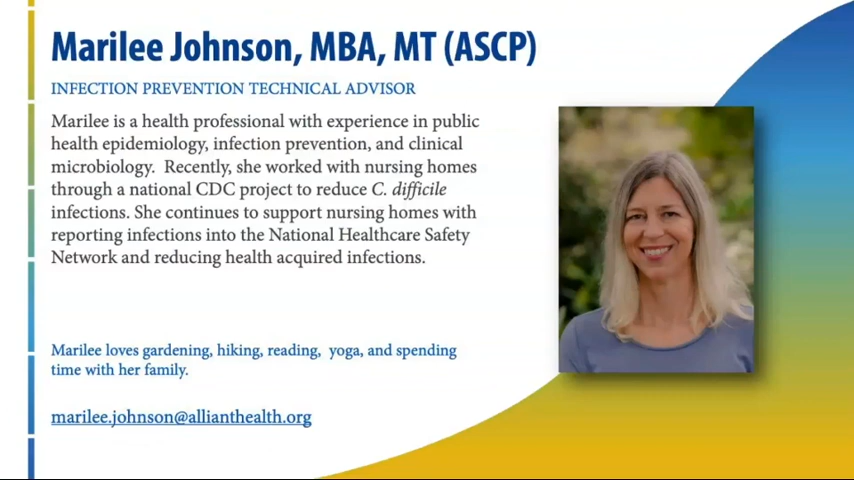 Marilee Johnson, MBA, MT (ASCP)
INFECTION PREVENTION TECHNICAL ADVISOR
Marilee is a health professional with experience in public
health epidemiology, infection prevention, and clinical
microbiology.  Recently, she worked with nursing homes
through a national CDC project to reduce C. difficile
infections. She continues to support nursing homes with
reporting infections into the National Healthcare Safety
Network and reducing health acquired infections.
Marilee loves gardening, hiking, reading,  yoga, and spending
time with her family.
marilee.johnson@allianthealth.org